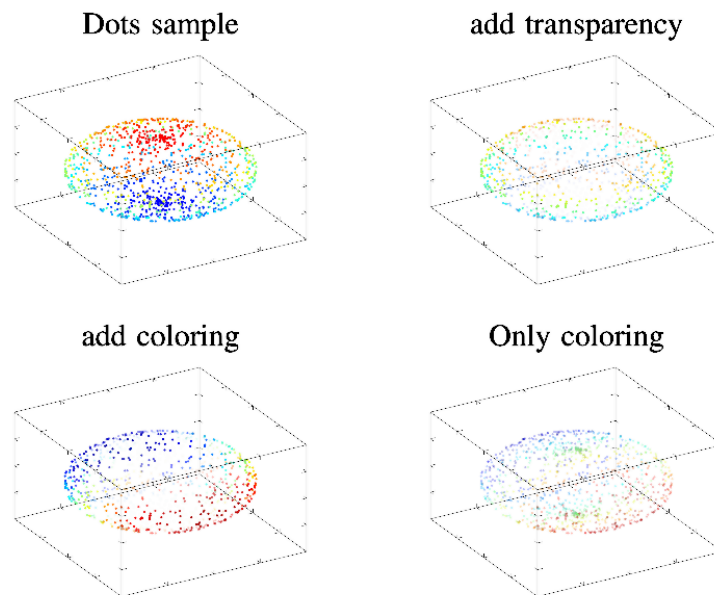 Dots sample
add transparency
add coloring
Only coloring